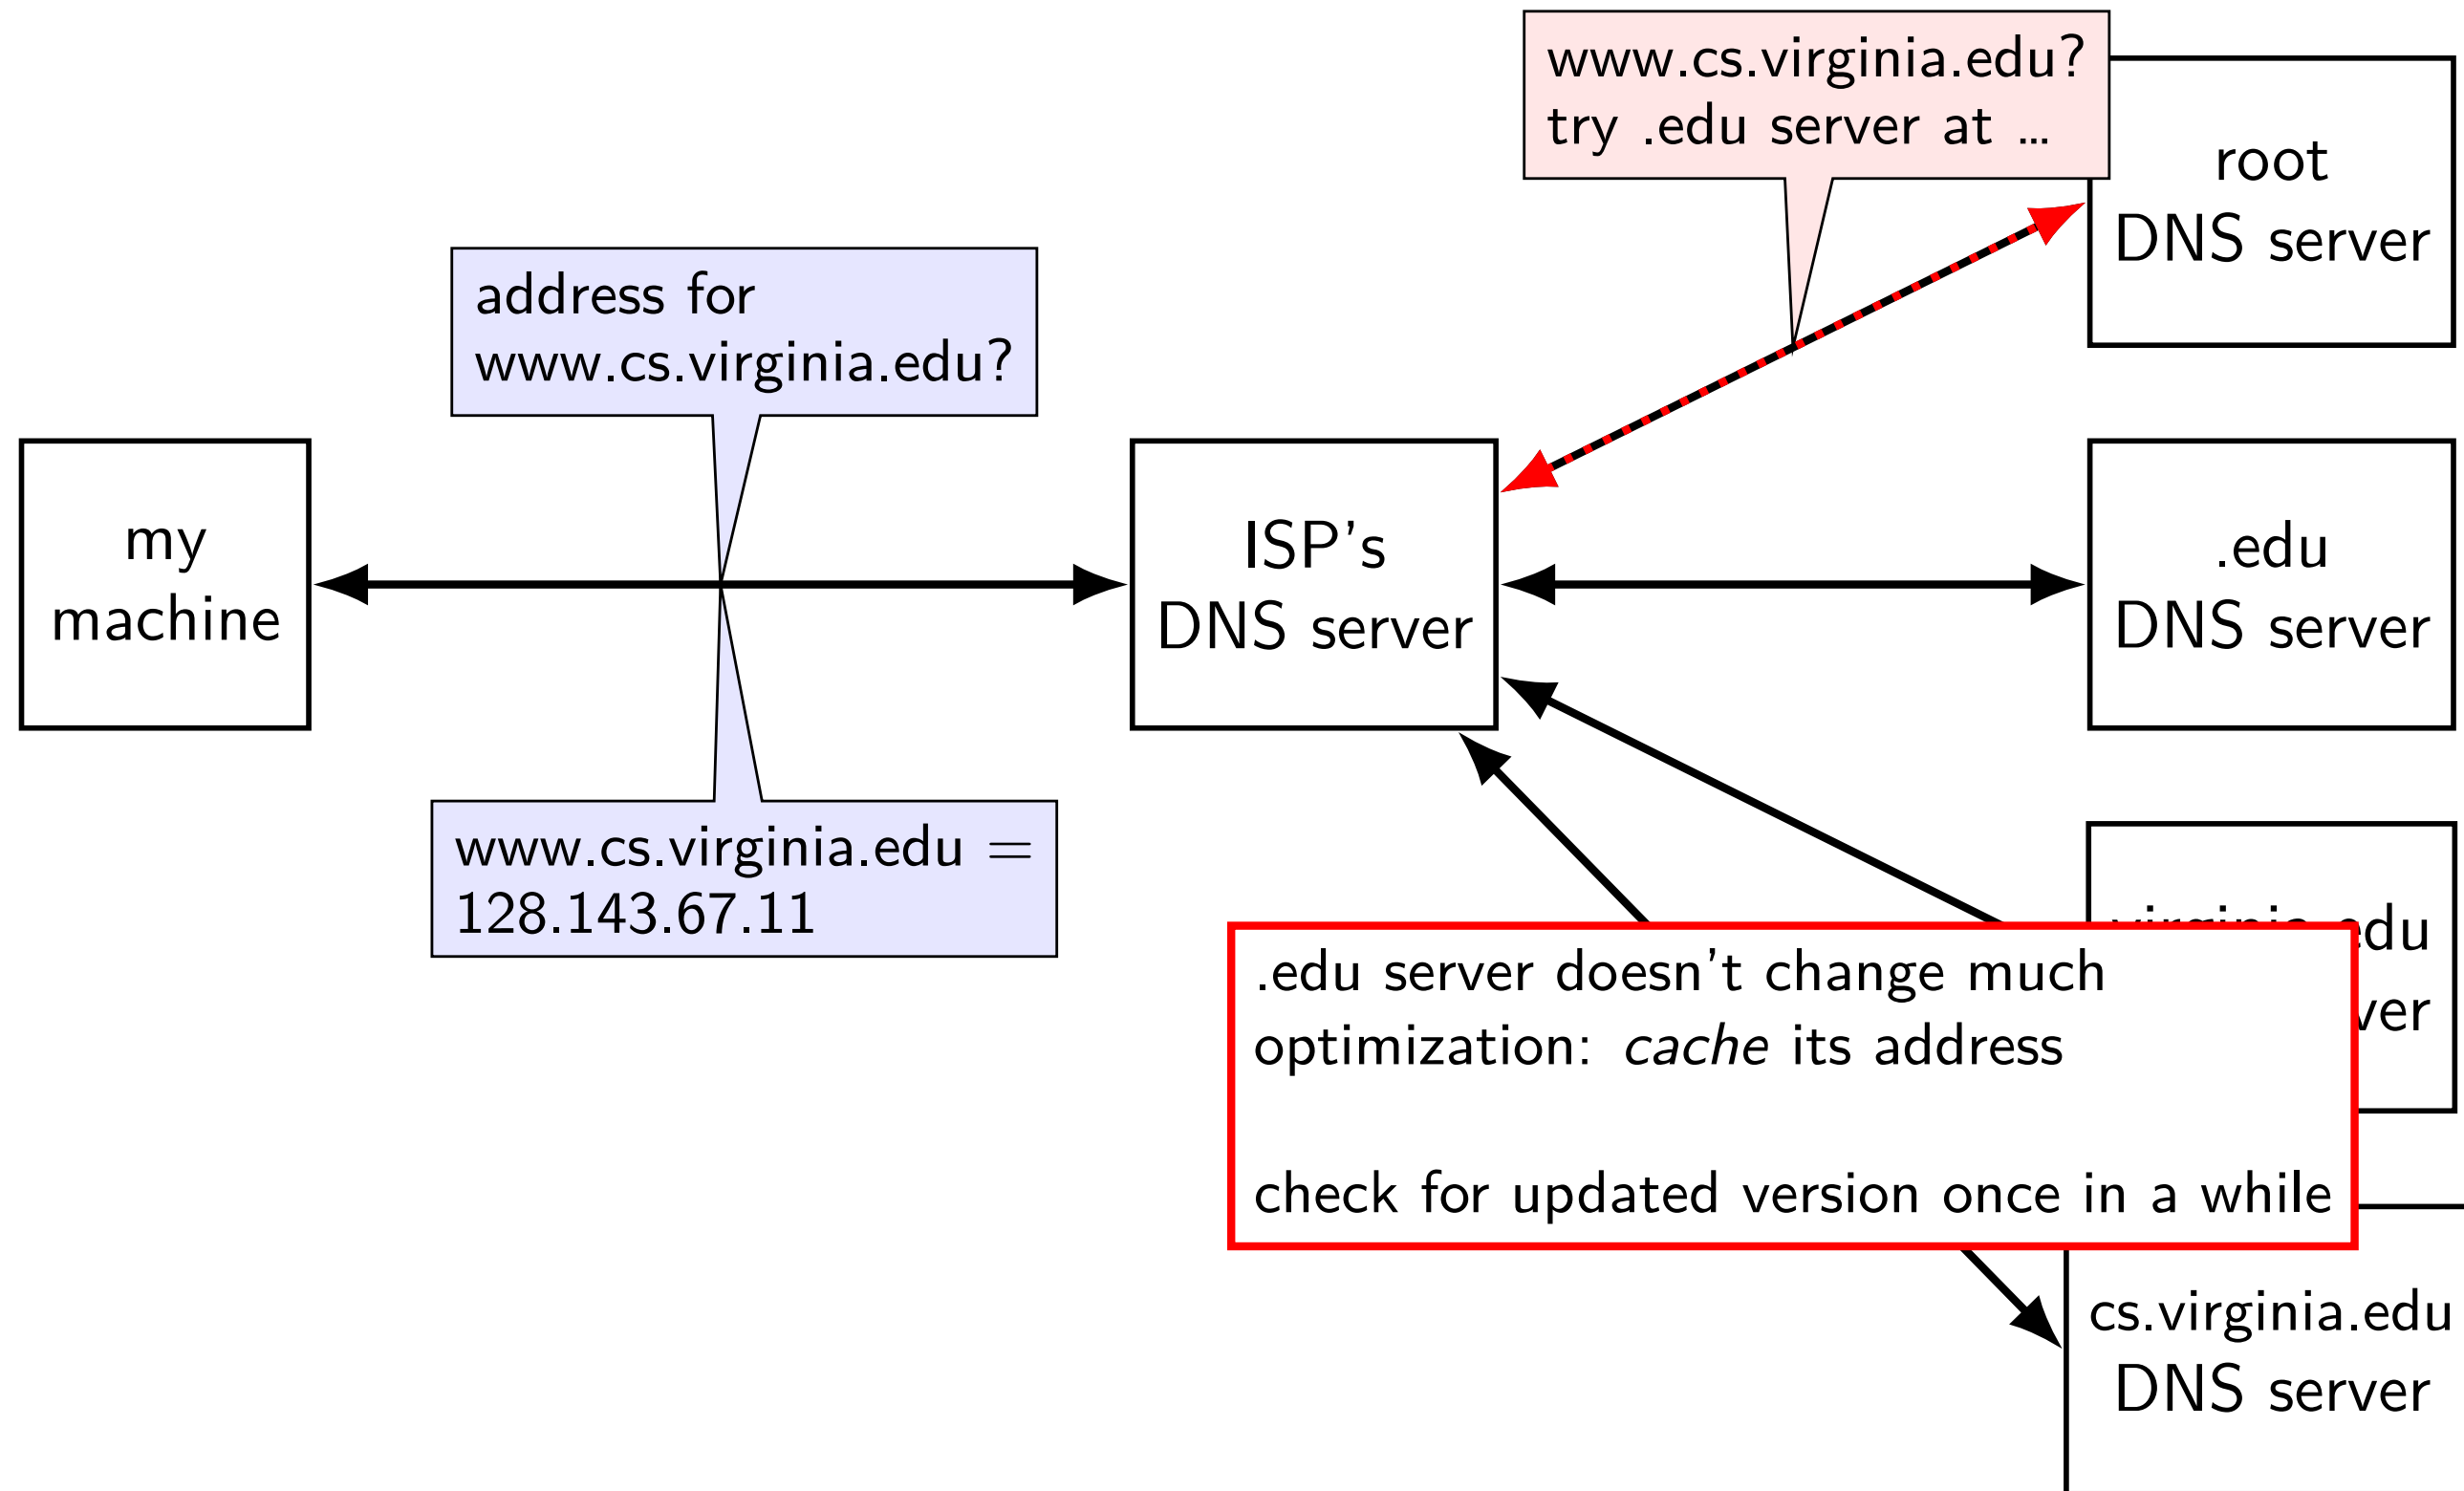 www.cs.virginia.edu?
try .edu server at ...
root
DNS server
address for
www.cs.virginia.edu?
my
machine
ISP's
DNS server
.edu
DNS server
www.cs.virginia.edu =
128.143.67.11
.edu server doesn't change much
optimization: cache its address
check for updated version once in a while
cs.virginia.edu
DNS server